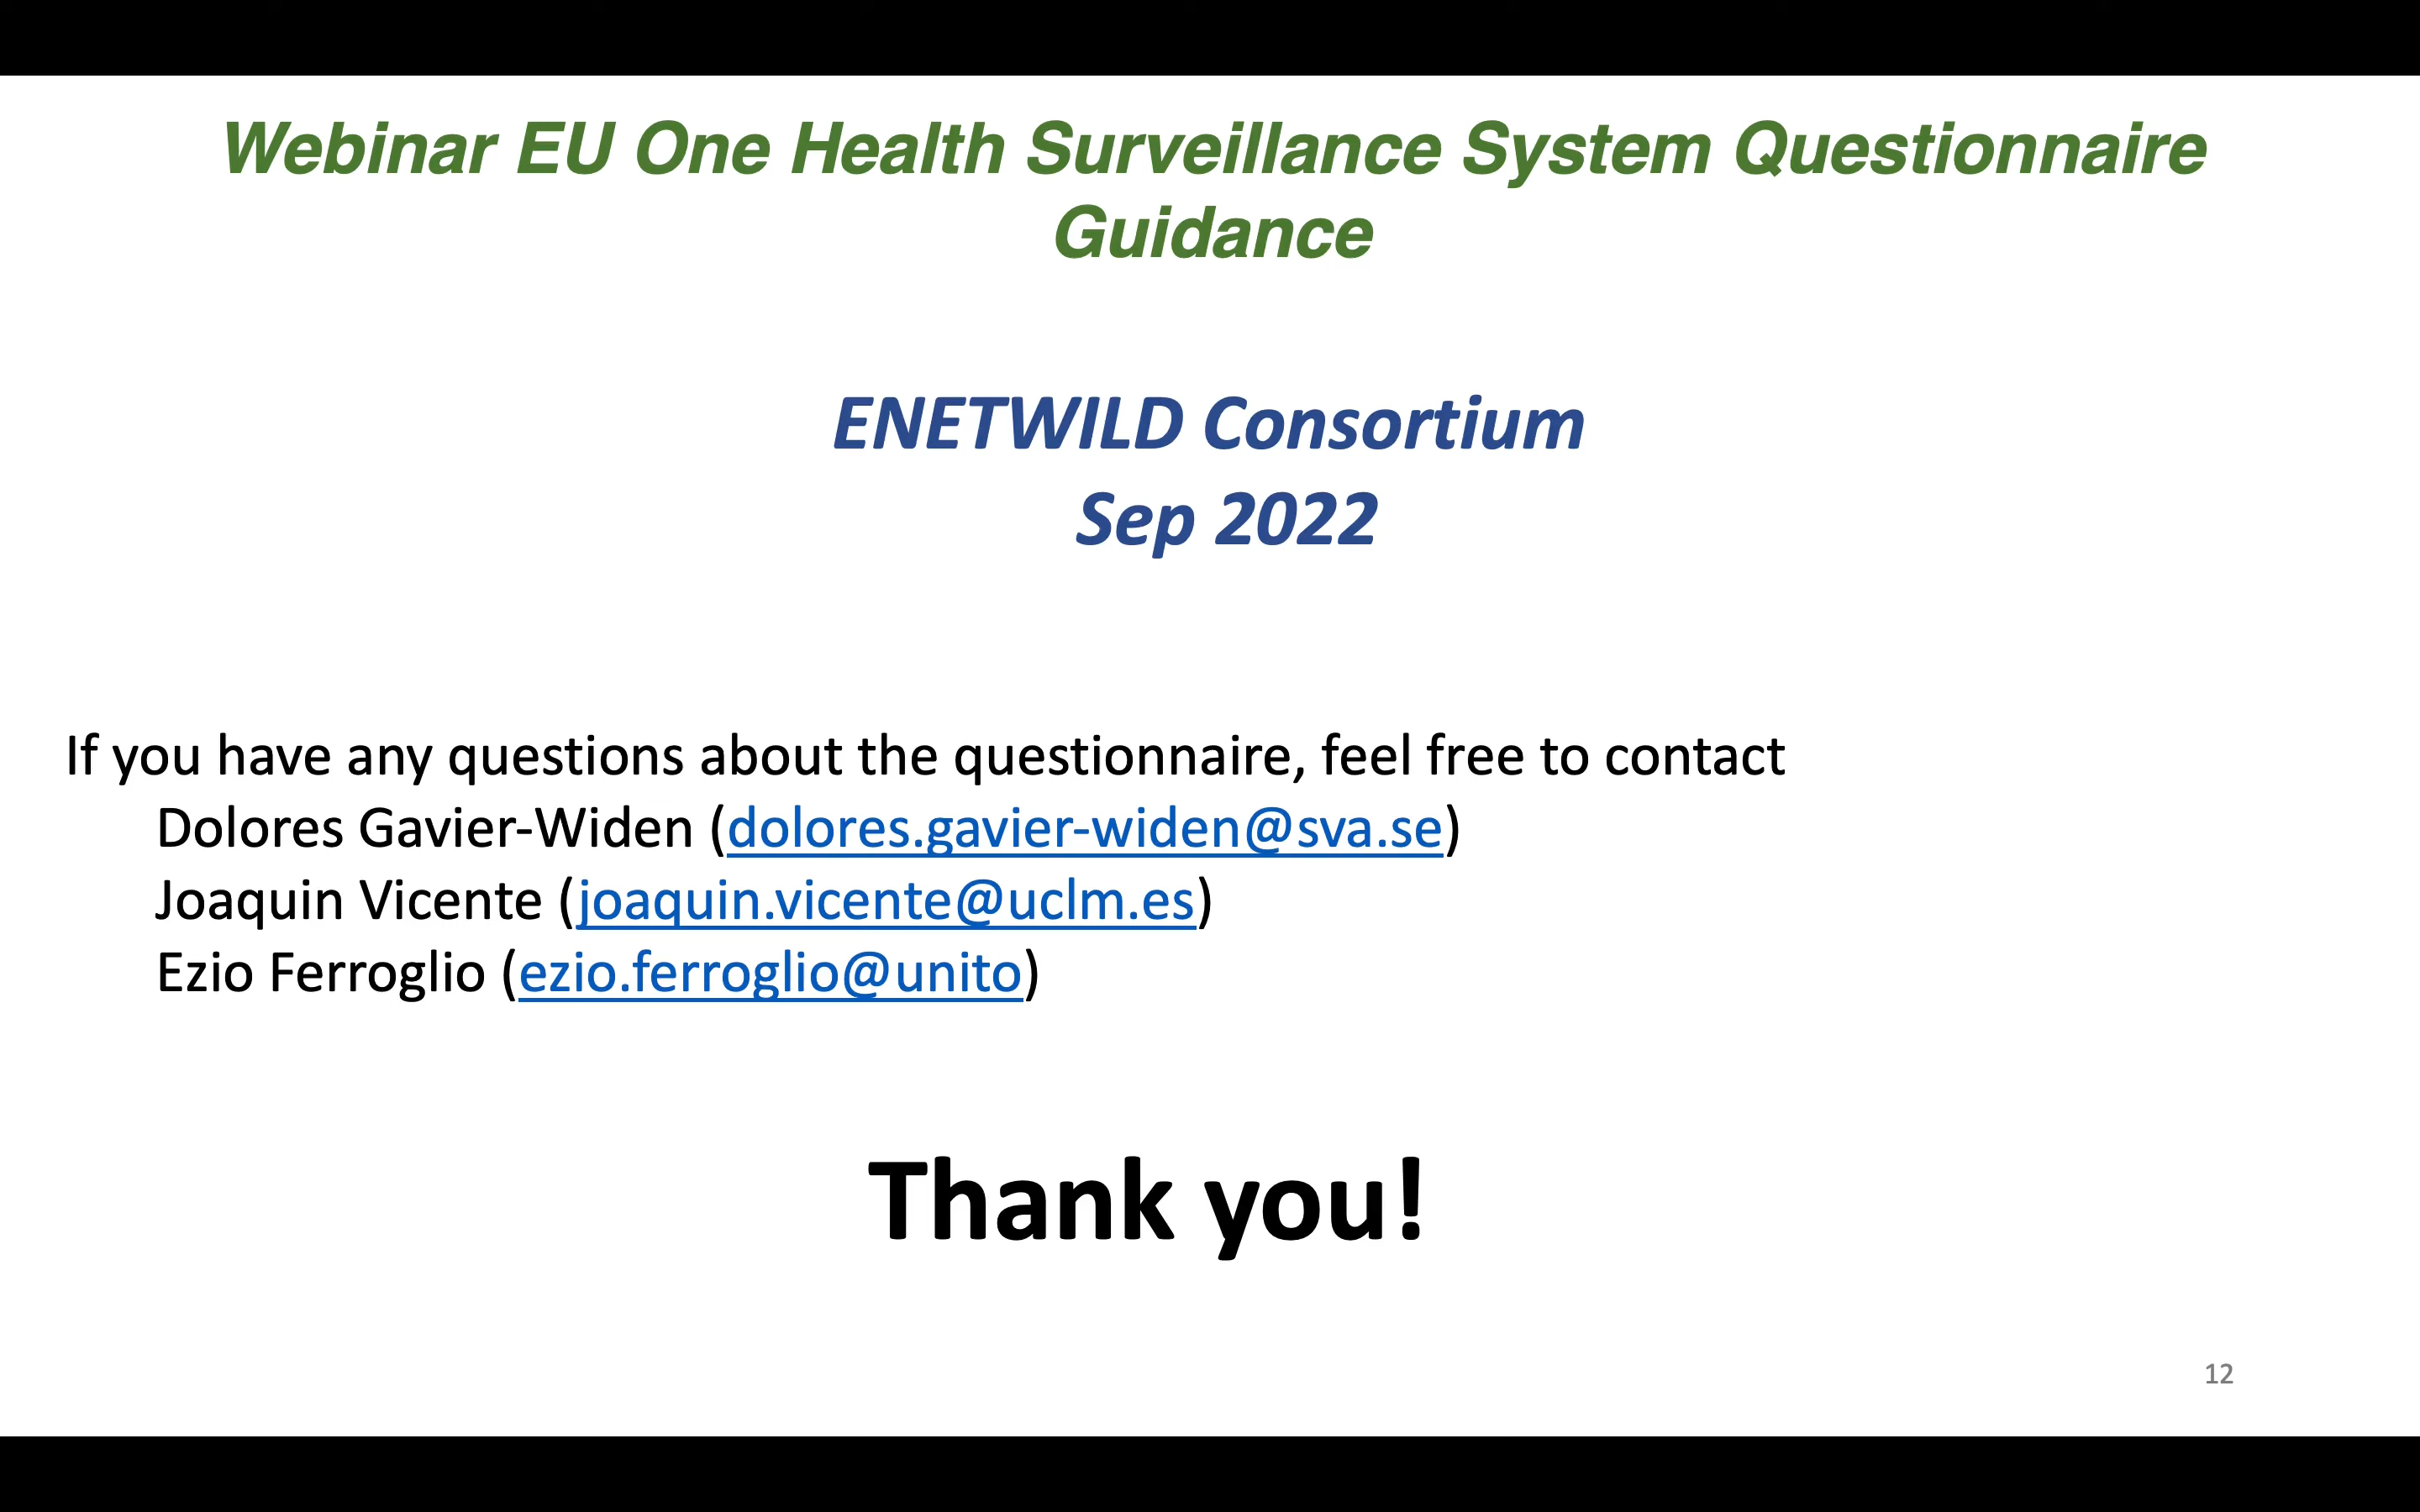 Webinar EU One Health Surveillance System Questionnaire
Guidance
ENETWILD Consortium
Sep 2022
If you have any questions about the questionnaire, feel free to contact
Dolores Gavier-Widen (dolores.gavier-widen@sva.se)
Joaquin Vicente (joaquin.vicente@uclm.es)
Ezio Ferroglio (ezio.ferroglio@unito)
Thank you!
12